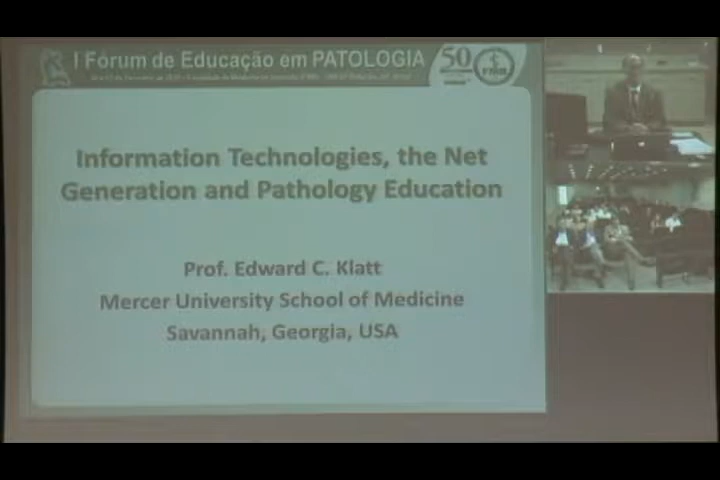 I Fórum de Educação em PATOLOGIA
50
Information Technologies, the Net
Generation and Pathology Education
Prof. Edward C. Klatt
Mercer University School of Medicine
Savannah, Georgia, USA